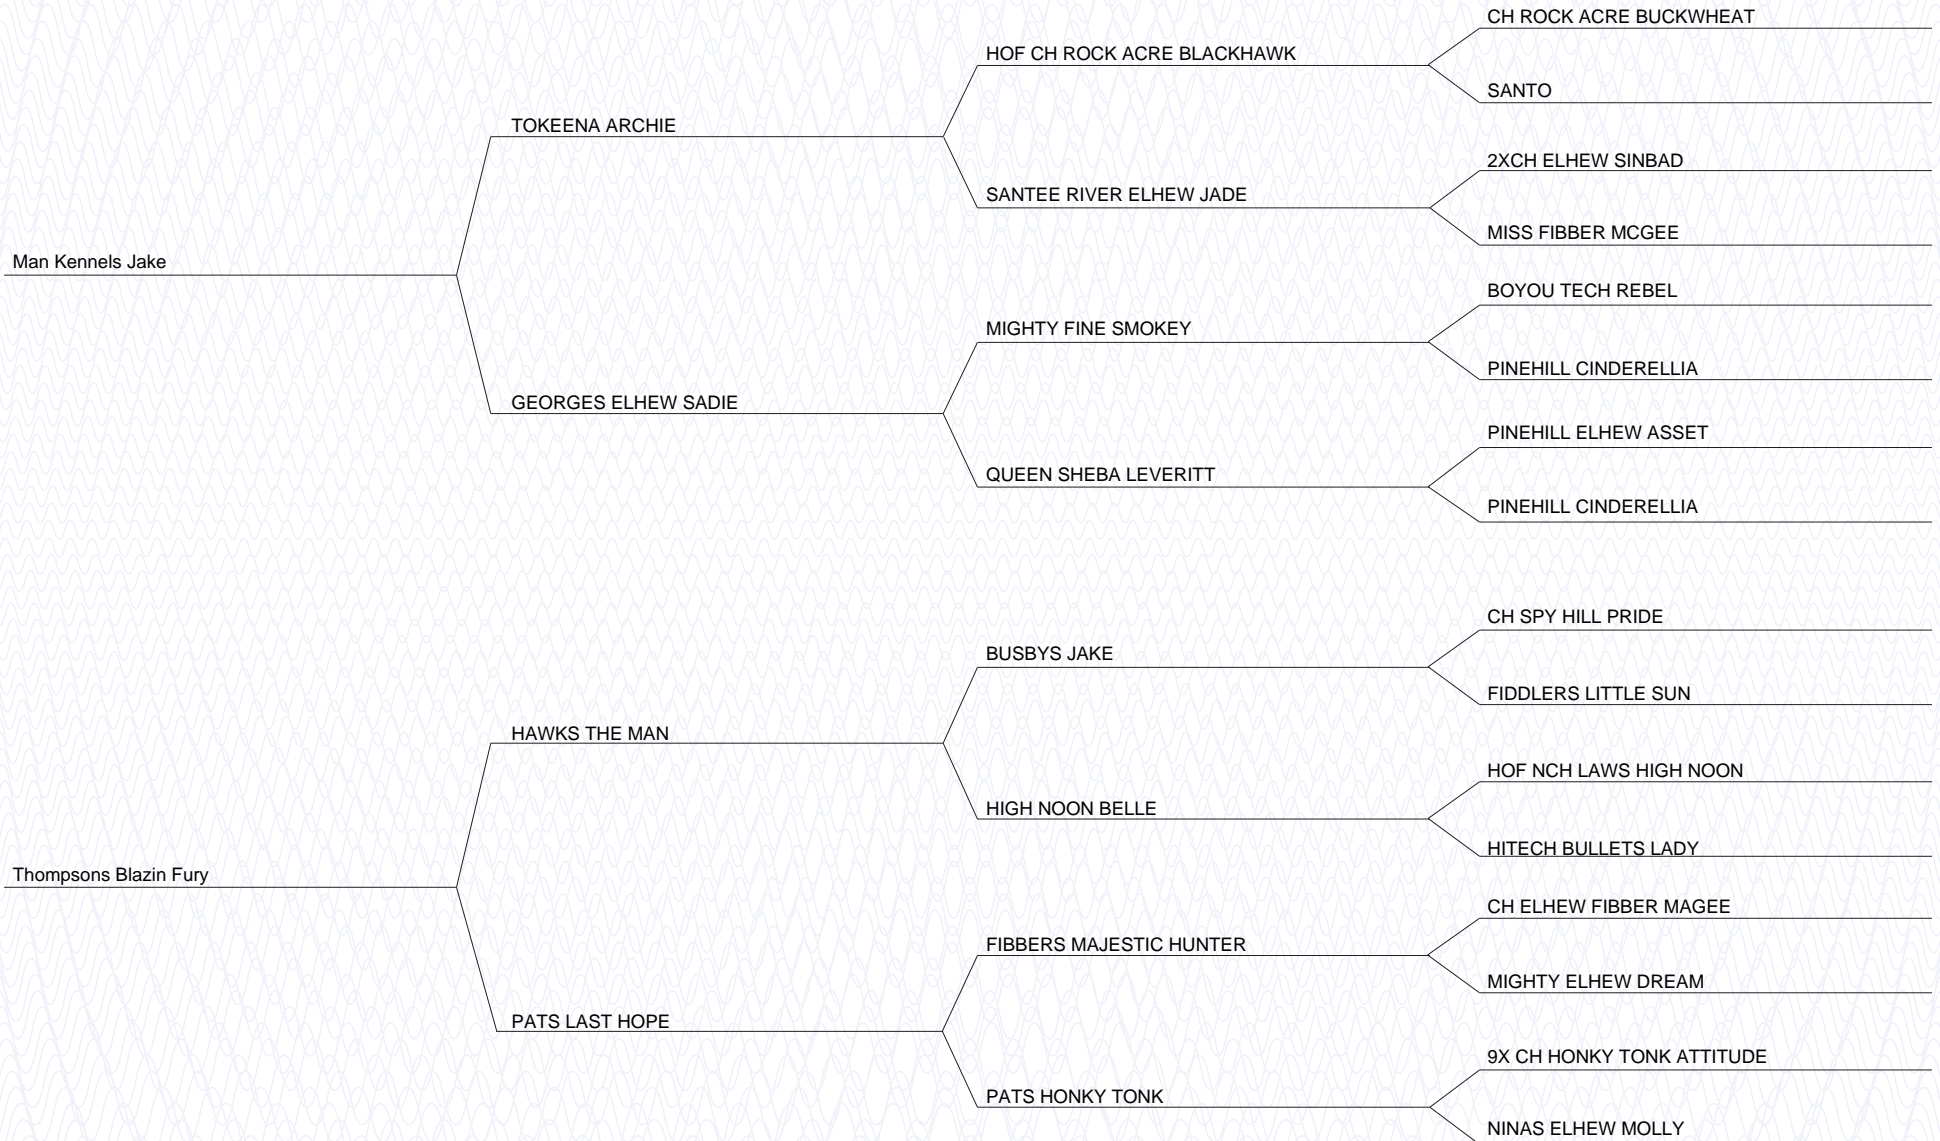 CH ROCK ACRE BUCKWHEAT
HOF CH ROCK ACRE BLACKHAWK
SANTO
TOKEENA ARCHIE
2XCH ELHEW SINBAD
SANTEE RIVER ELHEW JADE
MISS FIBBER MCGEE
Man Kennels Jake
BOYOU TECH REBEL
MIGHTY FINE SMOKEY
PINEHILL CINDERELLIA
GEORGES ELHEW SADIE
PINEHILL ELHEW ASSET
QUEEN SHEBA LEVERITT
PINEHILL CINDERELLIA
CH SPY HILL PRIDE
BUSBYS JAKE
FIDDLERS LITTLE SUN
HAWKS THE MAN
HOF NCH LAWS HIGH NOON
HIGH NOON BELLE
HITECH BULLETS LADY
Thompsons Blazin Fury
CH ELHEW FIBBER MAGEE
FIBBERS MAJESTIC HUNTER
MIGHTY ELHEW DREAM
PATS LAST HOPE
9X CH HONKY TONK ATTITUDE
PATS HONKY TONK
NINAS ELHEW MOLLY